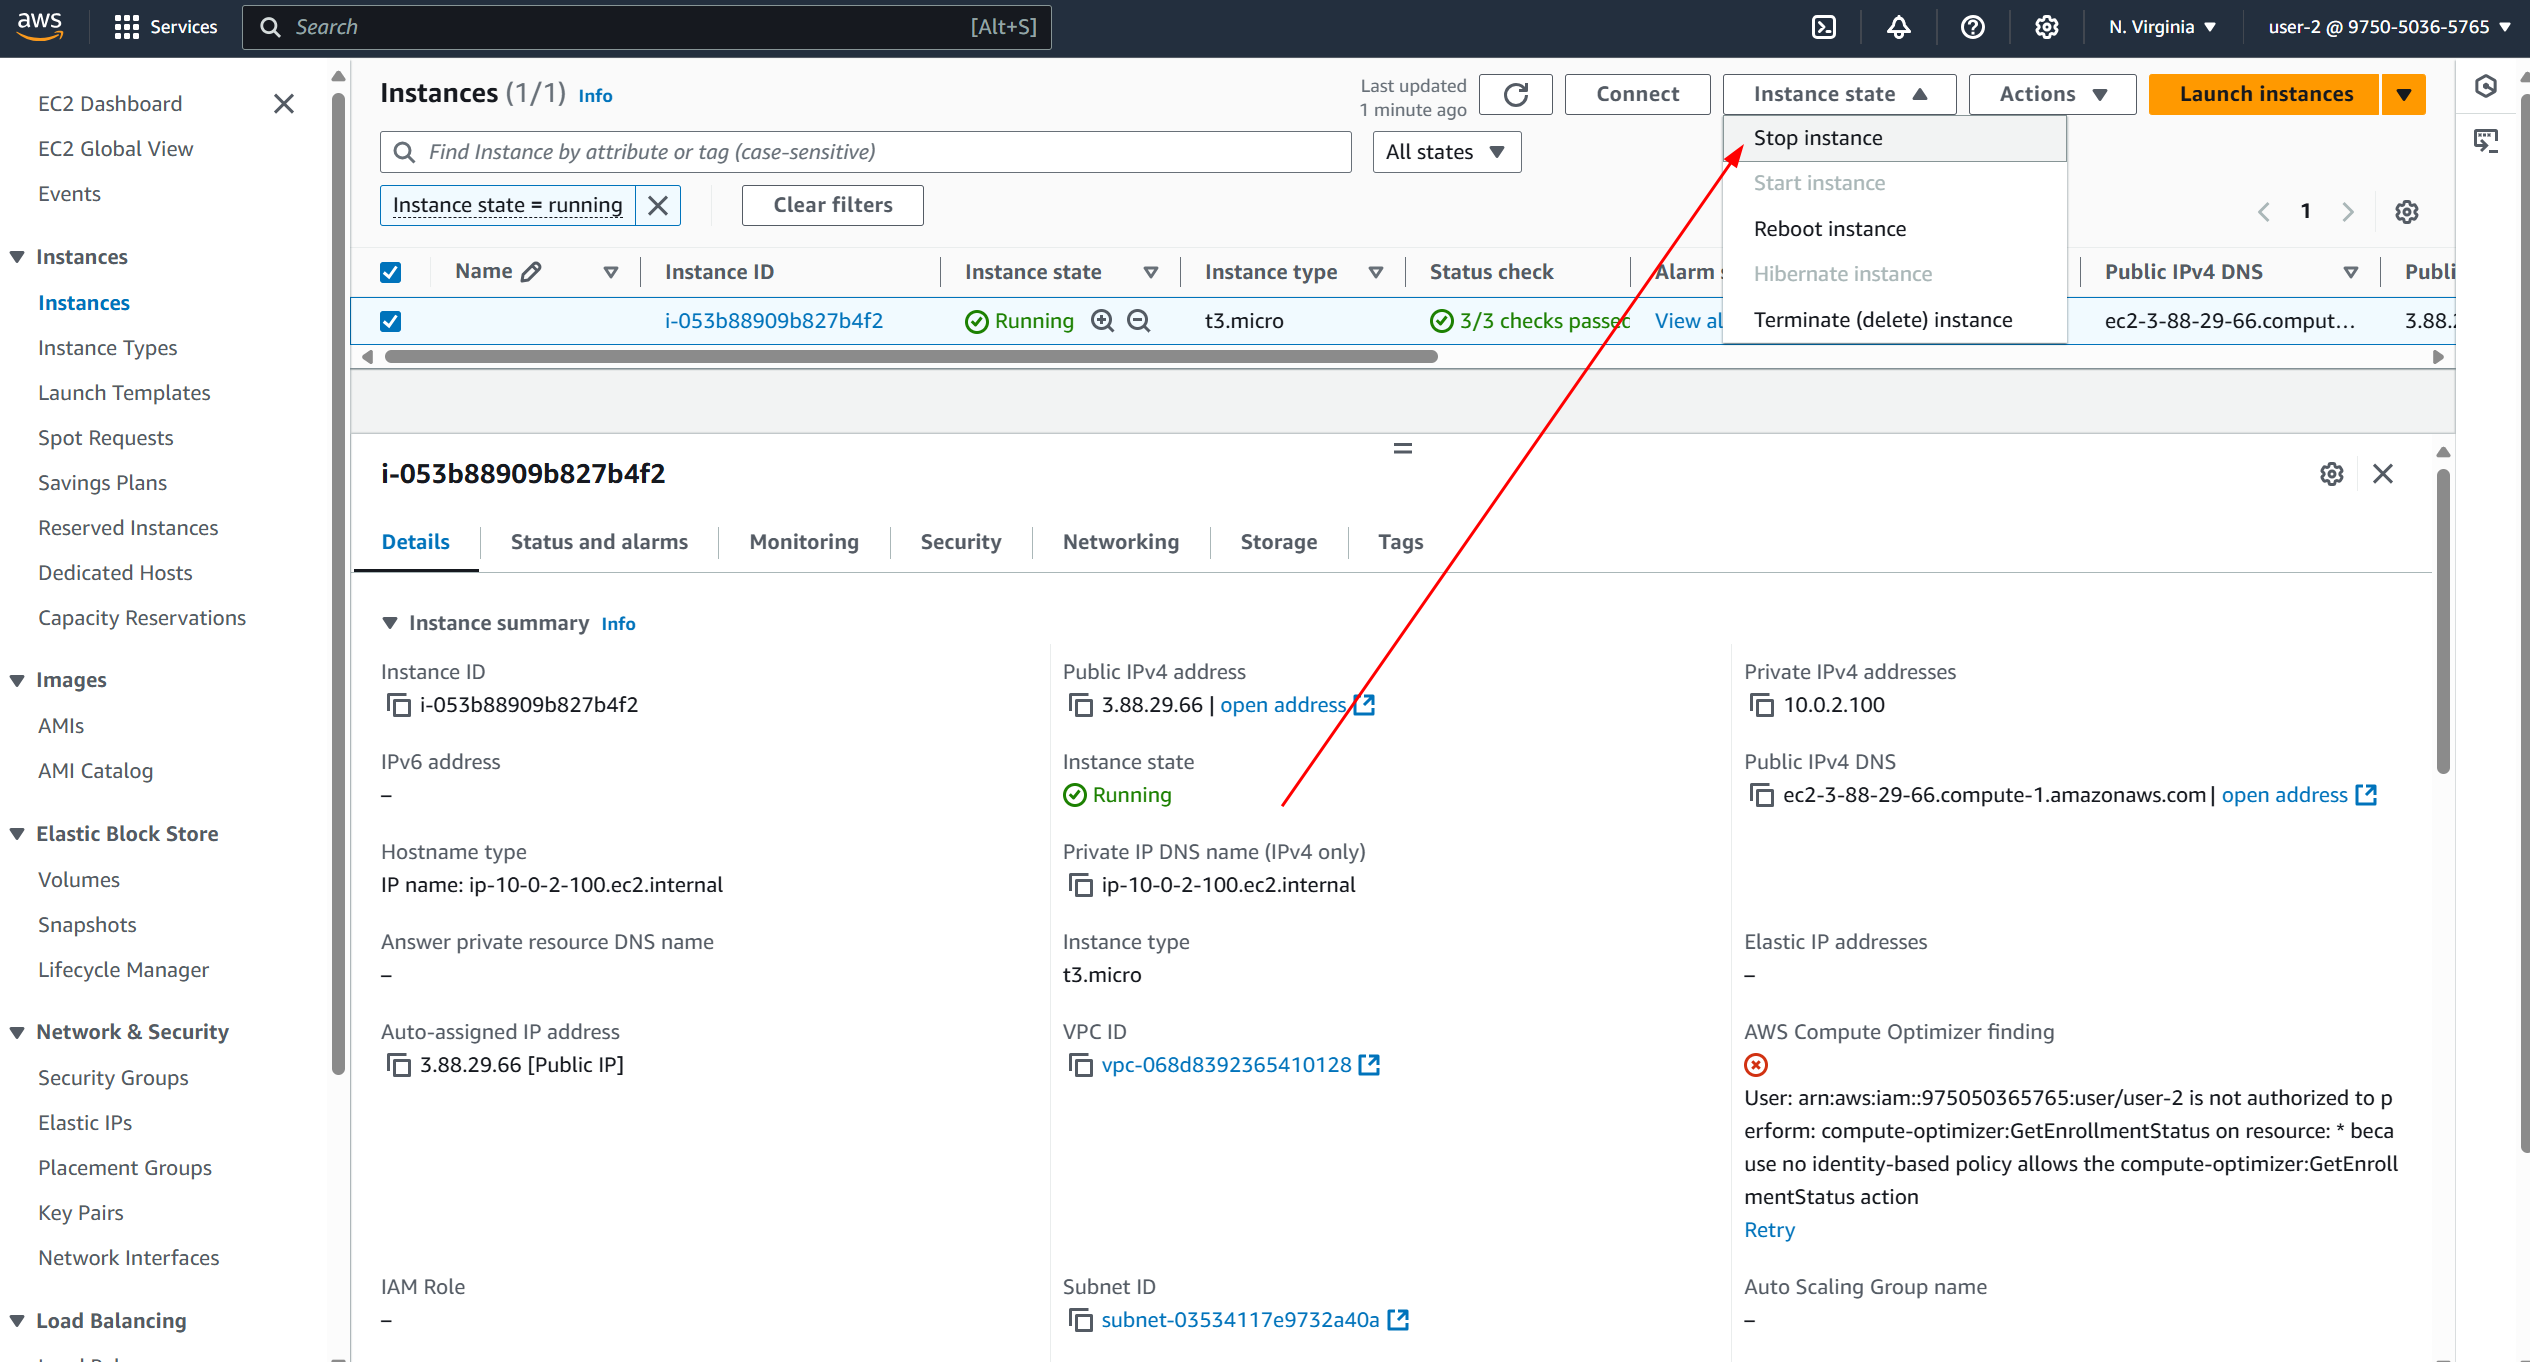 aws
Services
Search
[Alt+S]
N. Virginia
user-2 @ 9750-5036-5765
EC2 Dashboard
EC2 Global View
Events
Instances
Instances
Instance Types
Launch Templates
Spot Requests
Savings Plans
Reserved Instances
Dedicated Hosts
Capacity Reservations
Images
AMIs
AMI Catalog
Elastic Block Store
Volumes
Snapshots
Lifecycle Manager
Network & Security
Security Groups
Elastic IPs
Placement Groups
Key Pairs
Network Interfaces
Load Balancing
Instances (1/1) Info
Last updated
1 minute ago
Connect
Instance state
Actions
Launch instances
Find Instance by attribute or tag (case-sensitive)
All states
Stop instance
Start instance
Reboot instance
Hibernate instance
Terminate (delete) instance
Instance state = running
Clear filters
1
Name
Instance ID
Instance state
Instance type
Status check
Alarm s
Public IPv4 DNS
Publi
i-053b88909b827b4f2
Running
t3.micro
3/3 checks passec
View al
ec2-3-88-29-66.comput...
3.88.
i-053b88909b827b4f2
Details
Status and alarms
Monitoring
Security
Networking
Storage
Tags
Instance summary Info
Instance ID
i-053b88909b827b4f2
Public IPv4 address
3.88.29.66 | open address
Private IPv4 addresses
10.0.2.100
IPv6 address
–
Instance state
Running
Public IPv4 DNS
ec2-3-88-29-66.compute-1.amazonaws.com | open address
Hostname type
IP name: ip-10-0-2-100.ec2.internal
Private IP DNS name (IPv4 only)
ip-10-0-2-100.ec2.internal
Answer private resource DNS name
–
Instance type
t3.micro
Elastic IP addresses
–
Auto-assigned IP address
3.88.29.66 [Public IP]
VPC ID
vpc-068d8392365410128
AWS Compute Optimizer finding
User: arn:aws:iam::975050365765:user/user-2 is not authorized to p
erform: compute-optimizer:GetEnrollmentStatus on resource: * beca
use no identity-based policy allows the compute-optimizer:GetEnroll
mentStatus action
Retry
IAM Role
–
Subnet ID
subnet-03534117e9732a40a
Auto Scaling Group name
–